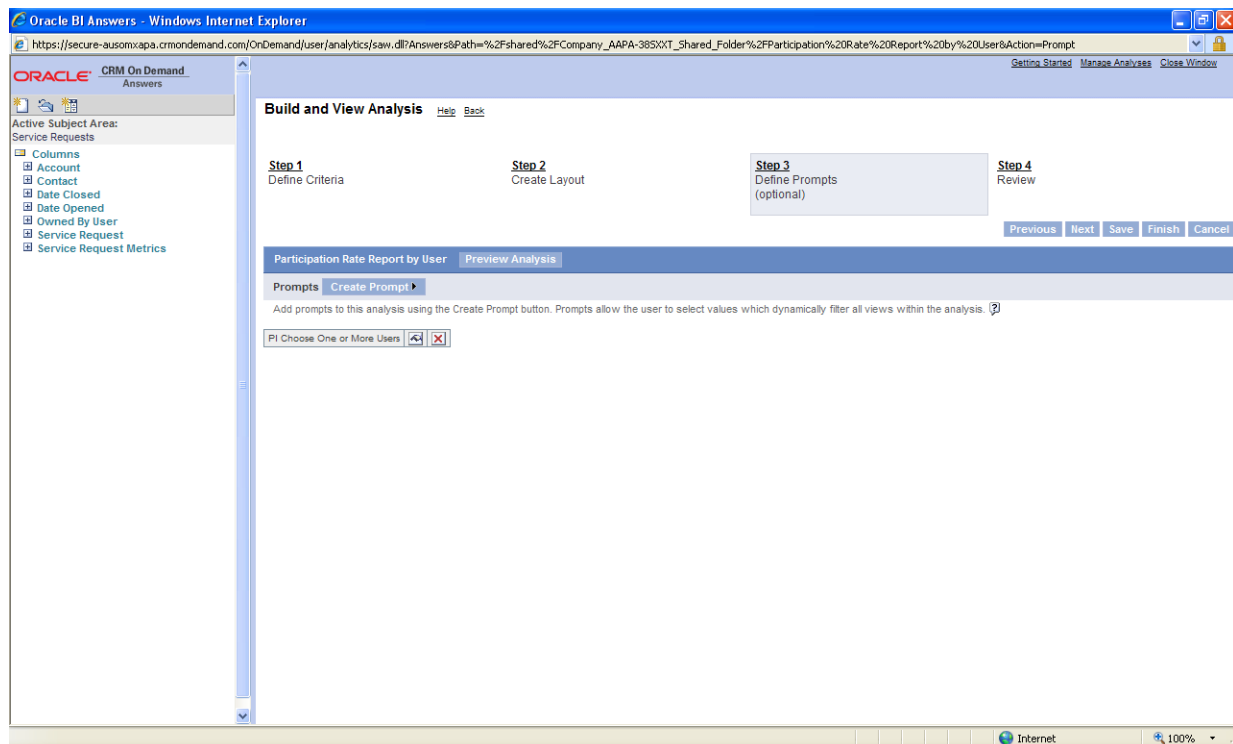 Oracle BI Answers - Windows Internet Explorer
https://secure-ausomxapa.crmondemand.com/OnDemand/user/analytics/saw.dll?Answers&Path=%2Fshared%2FCompany_AAPA-385XXT_Shared_Folder%2FParticipation%20Rate%20Report%20by%20User&Action=Prompt
ORACLE CRM On Demand
Answers
Getting Started Manage Analyses Close Window
Active Subject Area:
Service Requests
Columns
Account
Contact
Date Closed
Date Opened
Owned By User
Service Request
Service Request Metrics
Build and View Analysis Help Back
Step 1
Define Criteria
Step 2
Create Layout
Step 3
Define Prompts
(optional)
Step 4
Review
Previous Next Save Finish Cancel
Participation Rate Report by User Preview Analysis
Prompts Create Prompt
Add prompts to this analysis using the Create Prompt button. Prompts allow the user to select values which dynamically filter all views within the analysis. ?
PI Choose One or More Users
Internet 100%